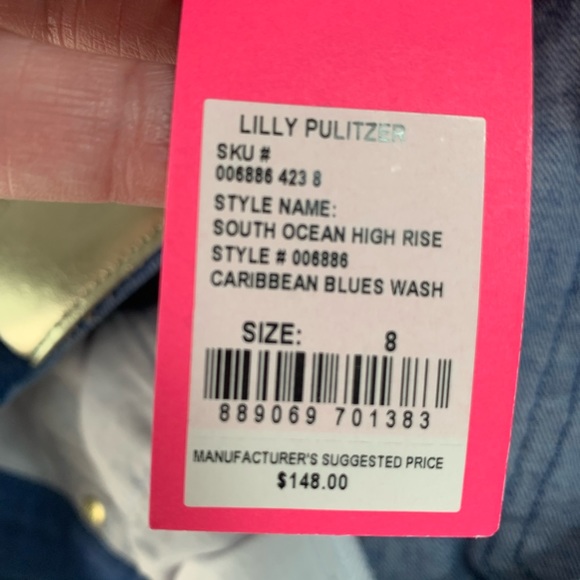 LILLY PULITZER
SKU #
006886 423 8
STYLE NAME:
SOUTH OCEAN HIGH RISE
STYLE # 006886
CARIBBEAN BLUES WASH
SIZE: 8
889069 701383
MANUFACTURER'S SUGGESTED PRICE
$148.00